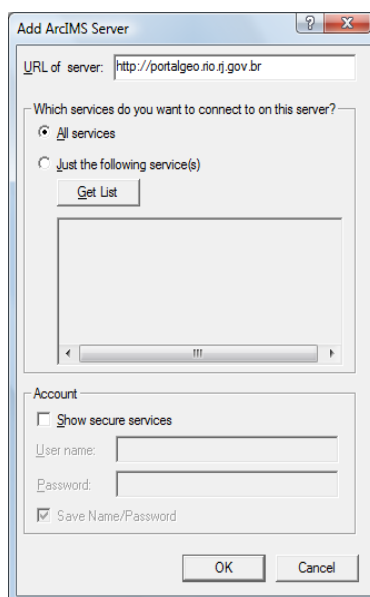 Add ArcIMS Server
URL of server: http://portalgeo.rio.rj.gov.br
Which services do you want to connect to on this server?
All services
Just the following service(s)
Get List
Account
Show secure services
User name:
Password:
Save Name/Password
OK Cancel